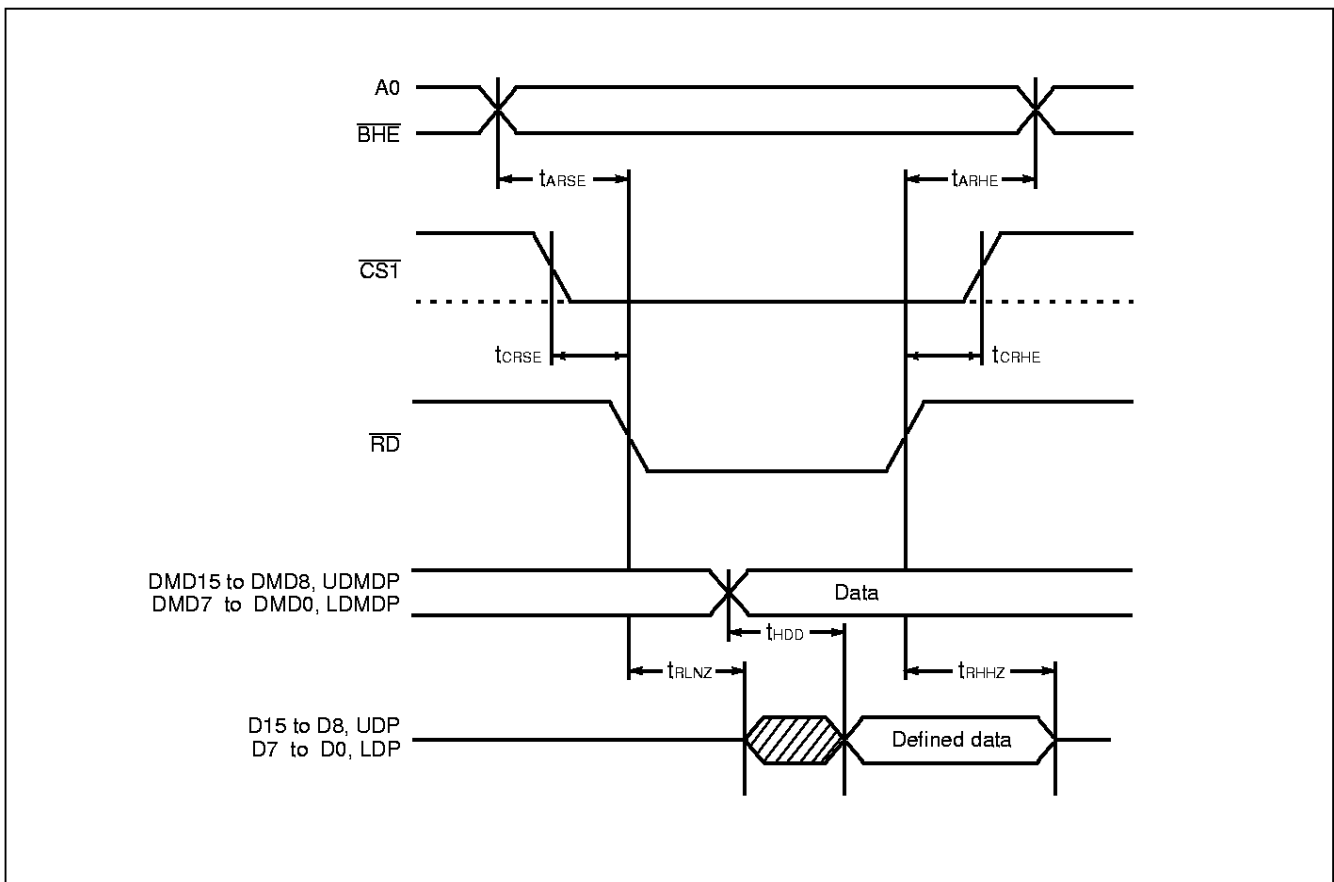 A0
BHE
tARSE
tARHE
CS1
tCRSE
tCRHE
RD
DMD15 to DMD8, UDMDP
DMD7 to DMD0, LDMDP
Data
tHDD
tRLNZ
tRHHZ
D15 to D8, UDP
D7 to D0, LDP
Defined data